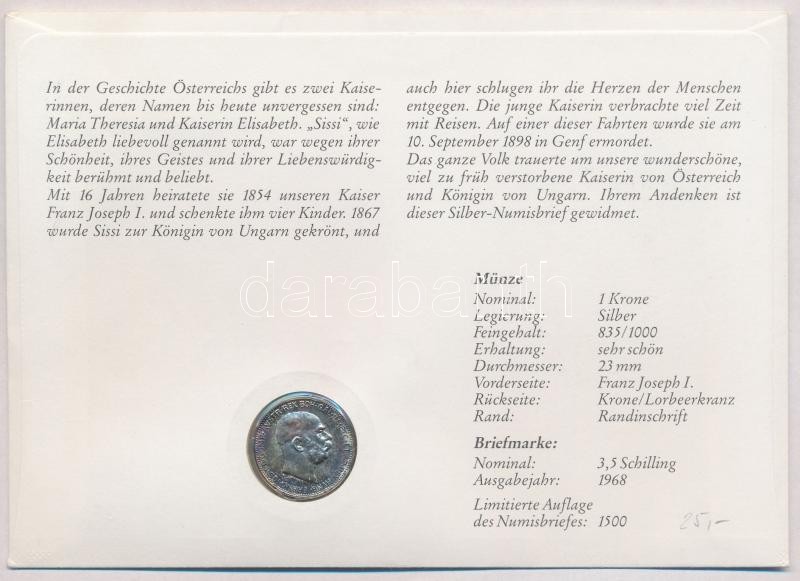 In der Geschichte Österreichs gibt es zwei Kaise-
rinnen, deren Namen bis heute unvergessen sind:
Maria Theresia und Kaiserin Elisabeth. „Sissi“, wie
Elisabeth liebevoll genannt wird, war wegen ihrer
Schönheit, ihres Geistes und ihrer Liebenswürdig-
keit berühmt und beliebt.
Mit 16 Jahren heiratete sie 1854 unseren Kaiser
Franz Joseph I. und schenkte ihm vier Kinder. 1867
wurde Sissi zur Königin von Ungarn gekrönt, und
auch hier schlugen ihr die Herzen der Menschen
entgegen. Die junge Kaiserin verbrachte viel Zeit
mit Reisen. Auf einer dieser Fahrten wurde sie am
10. September 1898 in Genf ermordet.
Das ganze Volk trauerte um unsere wunderschöne,
viel zu früh verstorbene Kaiserin von Österreich
und Königin von Ungarn. Ihrem Andenken ist
dieser Silber-Numisbrief gewidmet.
darabanth
Münze
Nominal: 1 Krone
Legierung: Silber
Feingehalt: 835/1000
Erhaltung: sehr schön
Durchmesser: 23 mm
Vorderseite: Franz Joseph I.
Rückseite: Krone/Lorbeerkranz
Rand: Randinschrift
Briefmarke:
Nominal: 3,5 Schilling
Ausgabejahr: 1968
Limitierte Auflage
des Numisbriefes: 1500
25,-